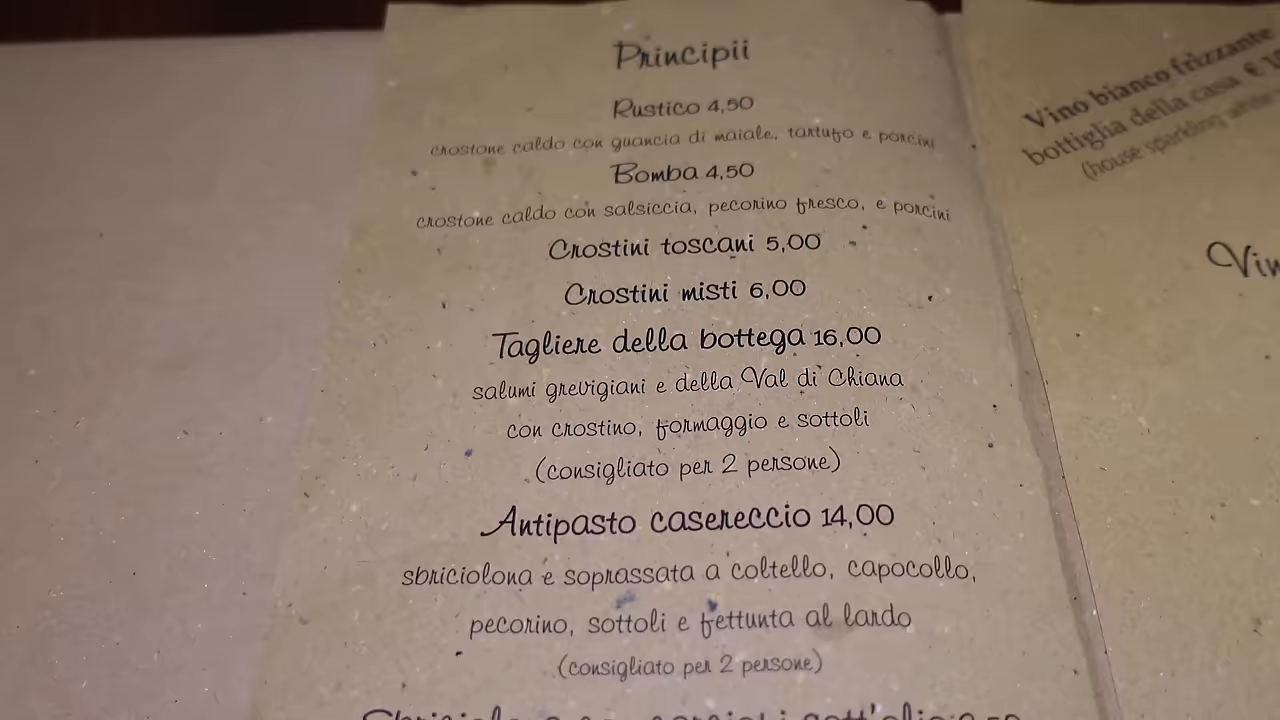 Principii
Rustico 4,50
crostone caldo con guancia di maiale, tartufo e porcini
Bomba 4,50
crostone caldo con salsiccia, pecorino fresco, e porcini
Crostini toscani 5,00
Crostini misti 6,00
Tagliere della bottega 16,00
salumi grevigiani e della Val di Chiana
con crostino, formaggio e sottoli
(consigliato per 2 persone)
Antipasto casereccio 14,00
sbriciolona e soprassata a coltello, capocollo,
pecorino, sottoli e fettunta al lardo
(consigliato per 2 persone)
Vino bianco frizzante
bottiglia della casa €
(house sparkling white